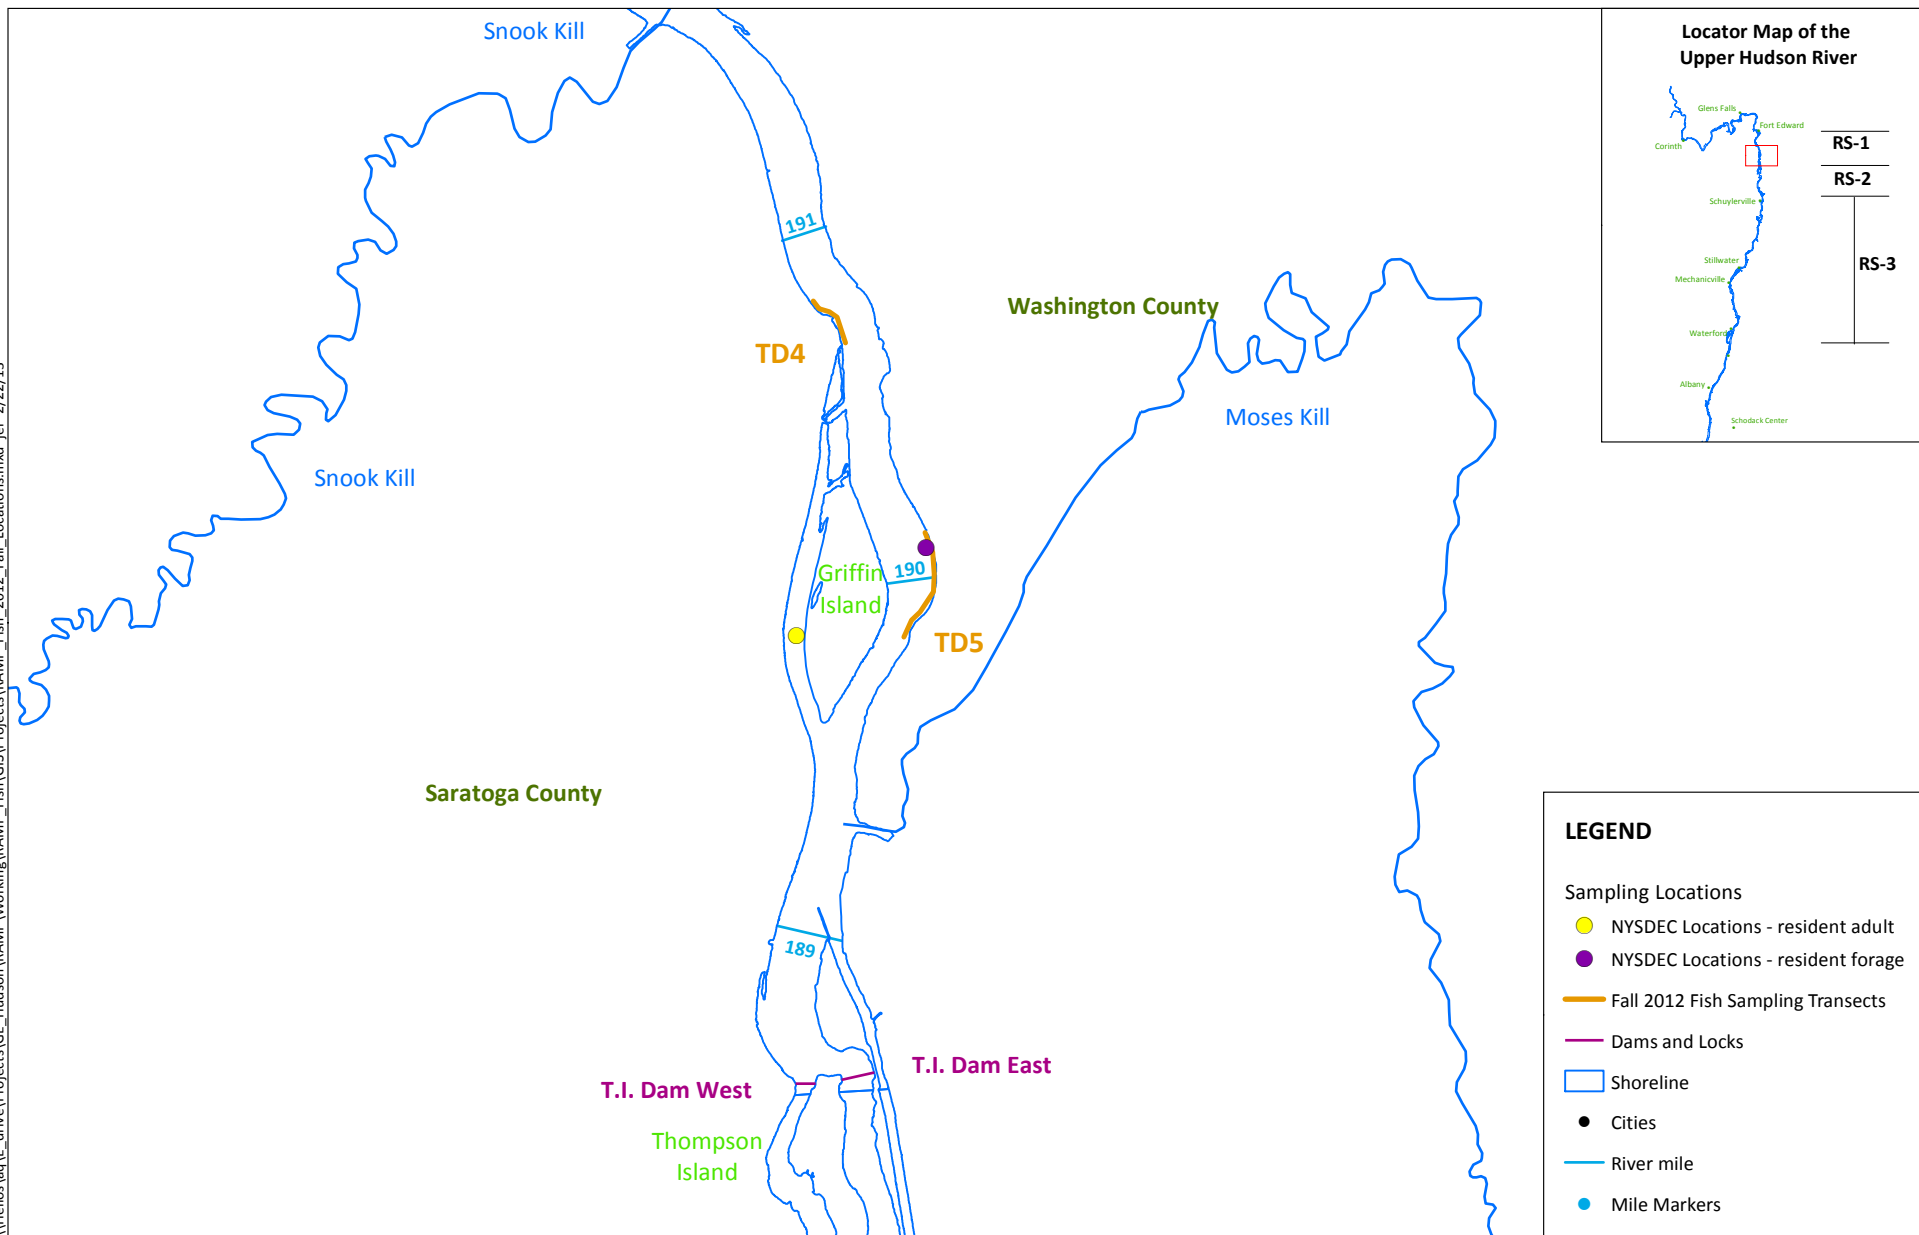 Snook Kill
191
TD4
Washington County
Moses Kill
Snook Kill
Griffin
Island
190
TD5
Saratoga County
189
T.I. Dam East
T.I. Dam West
Thompson
Island
Locator Map of the
Upper Hudson River
Glens Falls
Fort Edward
Corinth
RS-1
RS-2
Schuylerville
Stillwater
RS-3
Mechanicville
Waterford
Albany
Schodack Center
LEGEND
Sampling Locations
NYSDEC Locations - resident adult
NYSDEC Locations - resident forage
Fall 2012 Fish Sampling Transects
Dams and Locks
Shoreline
Cities
River mile
Mile Markers